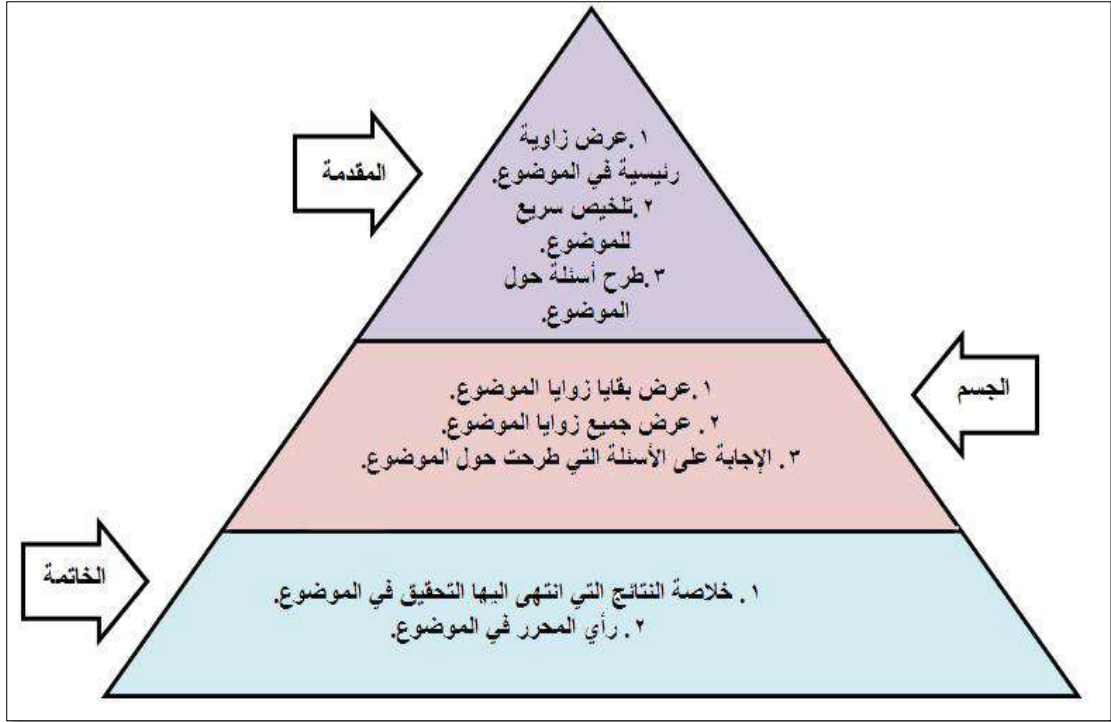 المقدمة
١.عرض زاوية
رئيسية في الموضوع.
٢.تلخيص سريع
للموضوع.
٣.طرح أسئلة حول
الموضوع.
الجسم
١.عرض بقايا زوايا الموضوع.
٢. عرض جميع زوايا الموضوع.
٣. الإجابة على الأسئلة التي طرحت حول الموضوع.
الخاتمة
١. خلاصة النتائج التي انتهى اليها التحقيق في الموضوع.
٢. رأي المحرر في الموضوع.